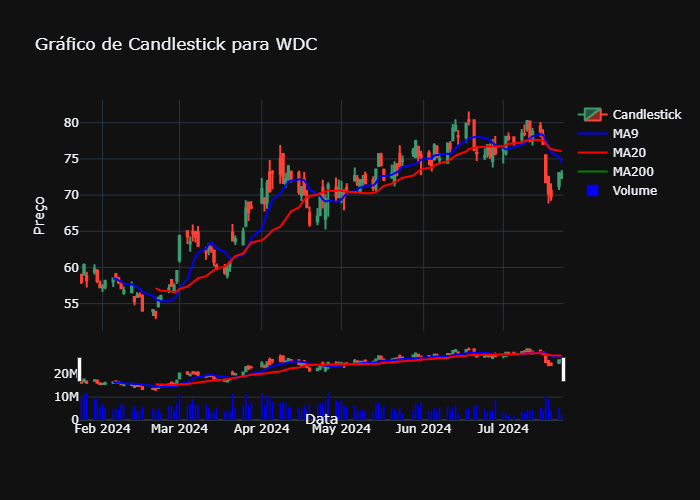 Gráfico de Candlestick para WDC
Candlestick
MA9
MA20
MA200
Volume
Preço
80
75
70
65
60
55
20M
10M
0
Data
Feb 2024
Mar 2024
Apr 2024
May 2024
Jun 2024
Jul 2024